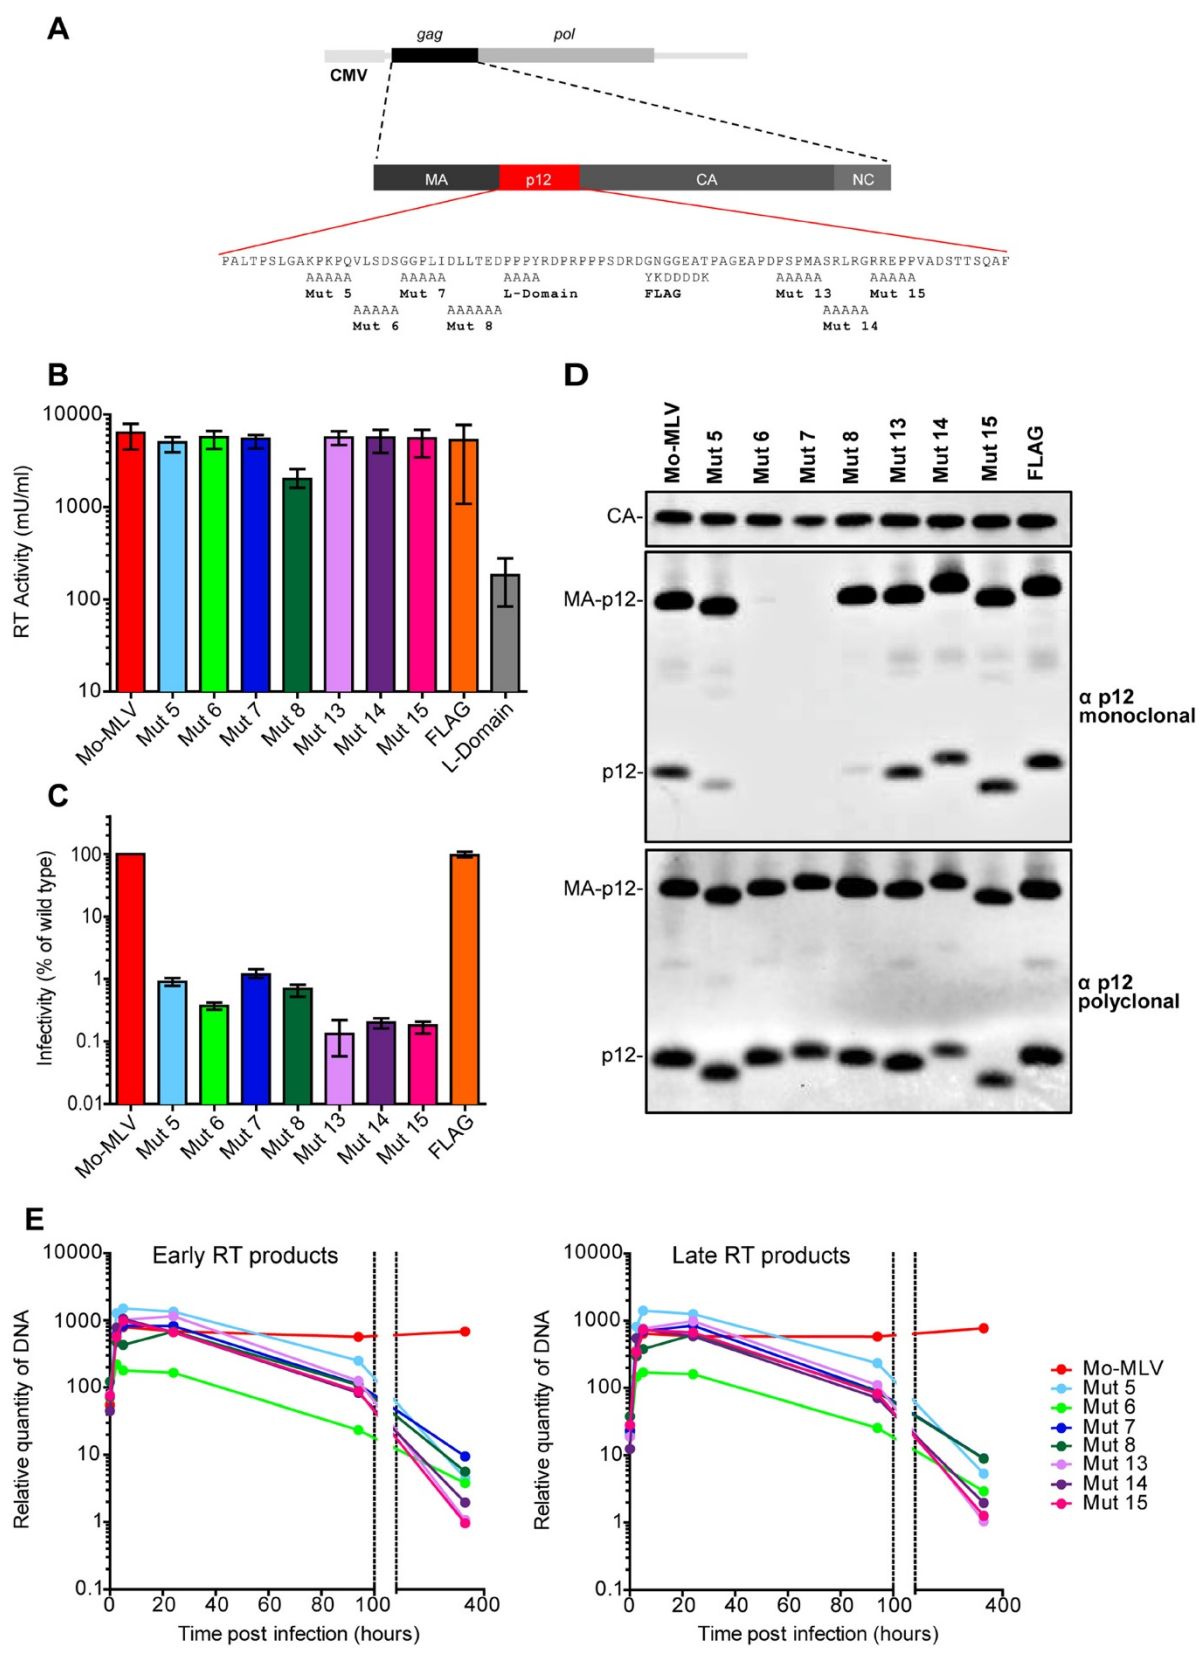 A
gag pol
CMV
MA p12 CA NC
PALTPSLGAKPKPQVLSDSGGPLIDLLTEDPPPYRDPRPPPSDRDGNGGEATPAGEAPDPSPMASRLRGRREPPVADSTTSQAF
AAAAA AAAAA AAAA YKDDDDK AAAAA AAAAA
Mut 5 Mut 7 L-Domain FLAG Mut 13 Mut 15
AAAAA AAAAAA AAAAA
Mut 6 Mut 8 Mut 14
B
RT Activity (mU/ml)
10000
1000
100
10
Mo-MLV Mut 5 Mut 6 Mut 7 Mut 8 Mut 13 Mut 14 Mut 15 FLAG L-Domain
C
Infectivity (% of wild type)
100
10
1
0.1
0.01
Mo-MLV Mut 5 Mut 6 Mut 7 Mut 8 Mut 13 Mut 14 Mut 15 FLAG
D
Mo-MLV Mut 5 Mut 6 Mut 7 Mut 8 Mut 13 Mut 14 Mut 15 FLAG
CA-
MA-p12-
p12-
α p12
monoclonal
MA-p12-
p12-
α p12
polyclonal
E
Early RT products
Relative quantity of DNA
10000
1000
100
10
1
0.1
0 20 40 60 80 100 400
Time post infection (hours)
Late RT products
Relative quantity of DNA
10000
1000
100
10
1
0.1
0 20 40 60 80 100 400
Time post infection (hours)
Mo-MLV
Mut 5
Mut 6
Mut 7
Mut 8
Mut 13
Mut 14
Mut 15